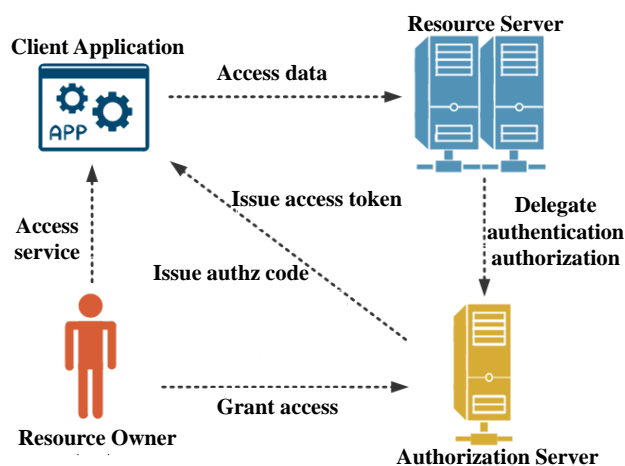 Resource Server
Client Application
Access data
APP
Issue access token
Delegate
authentication
authorization
Access
service
Issue authz code
Grant access
Resource Owner
Authorization Server